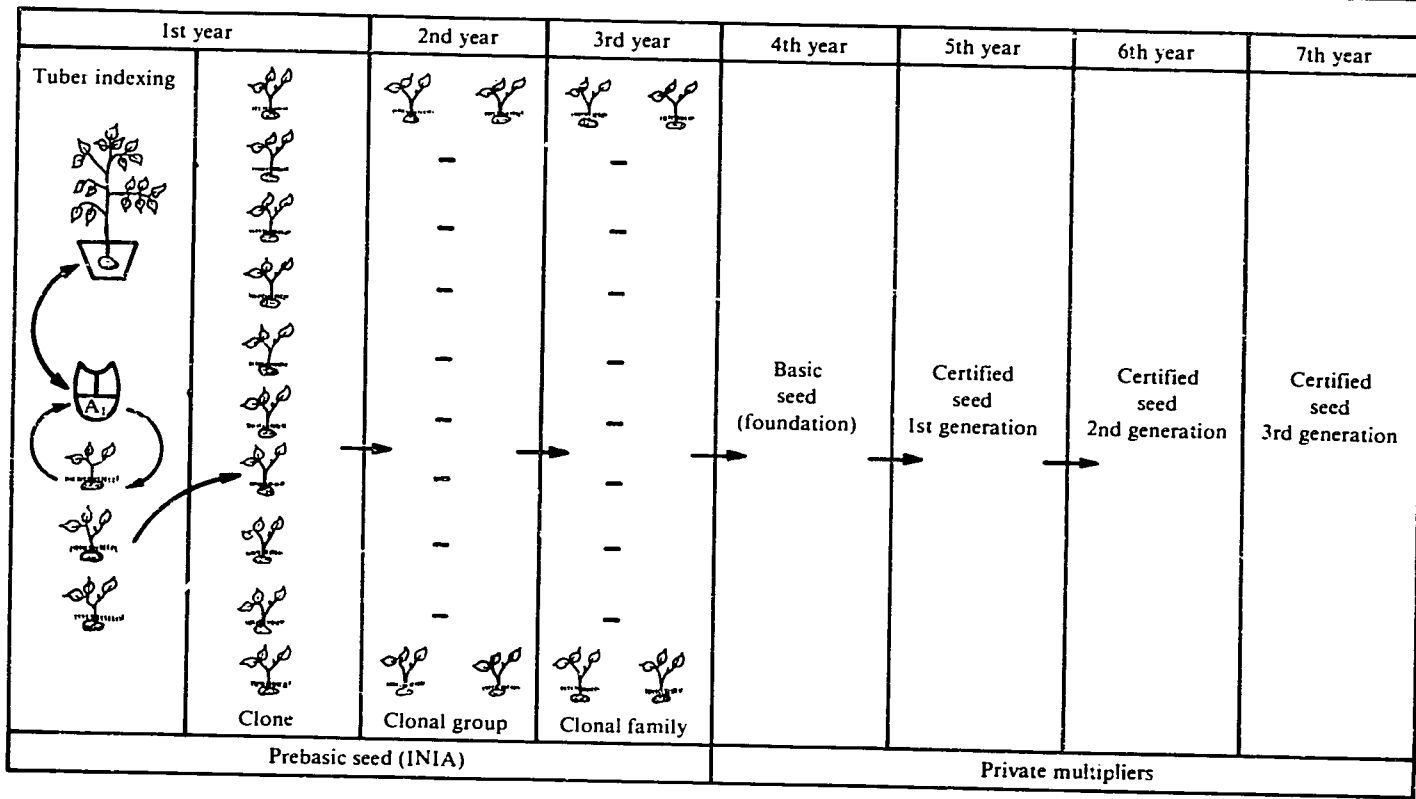 1st year
2nd year
3rd year
4th year
5th year
6th year
7th year
Tuber indexing
A1
Clone
Clonal group
Clonal family
Basic
seed
(foundation)
Certified
seed
1st generation
Certified
seed
2nd generation
Certified
seed
3rd generation
Prebasic seed (INIA)
Private multipliers